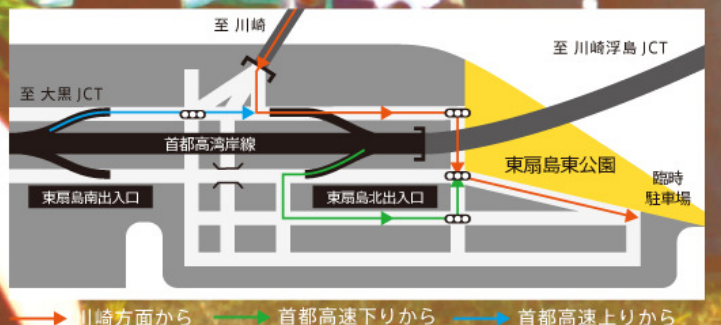 至 川崎
至 川崎浮島 JCT
至 大黒 JCT
首都高湾岸線
東扇島東公園
東扇島南出入口
東扇島北出入口
臨時
駐車場
川崎方面から
首都高速下りから
首都高速上りから